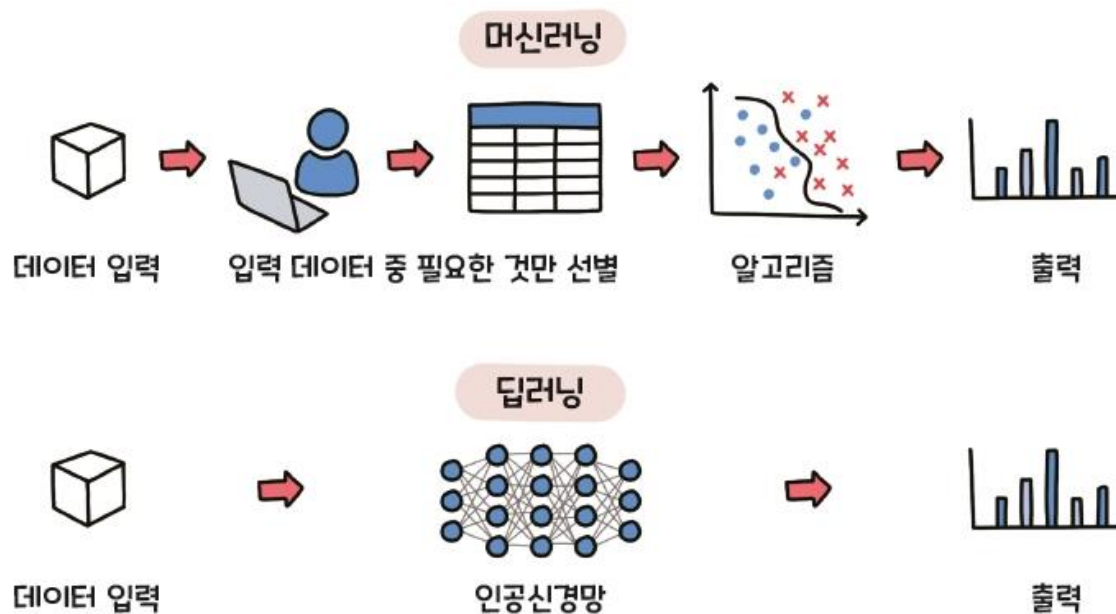 머신러닝
데이터 입력
입력 데이터 중 필요한 것만 선별
알고리즘
출력
딥러닝
데이터 입력
인공신경망
출력